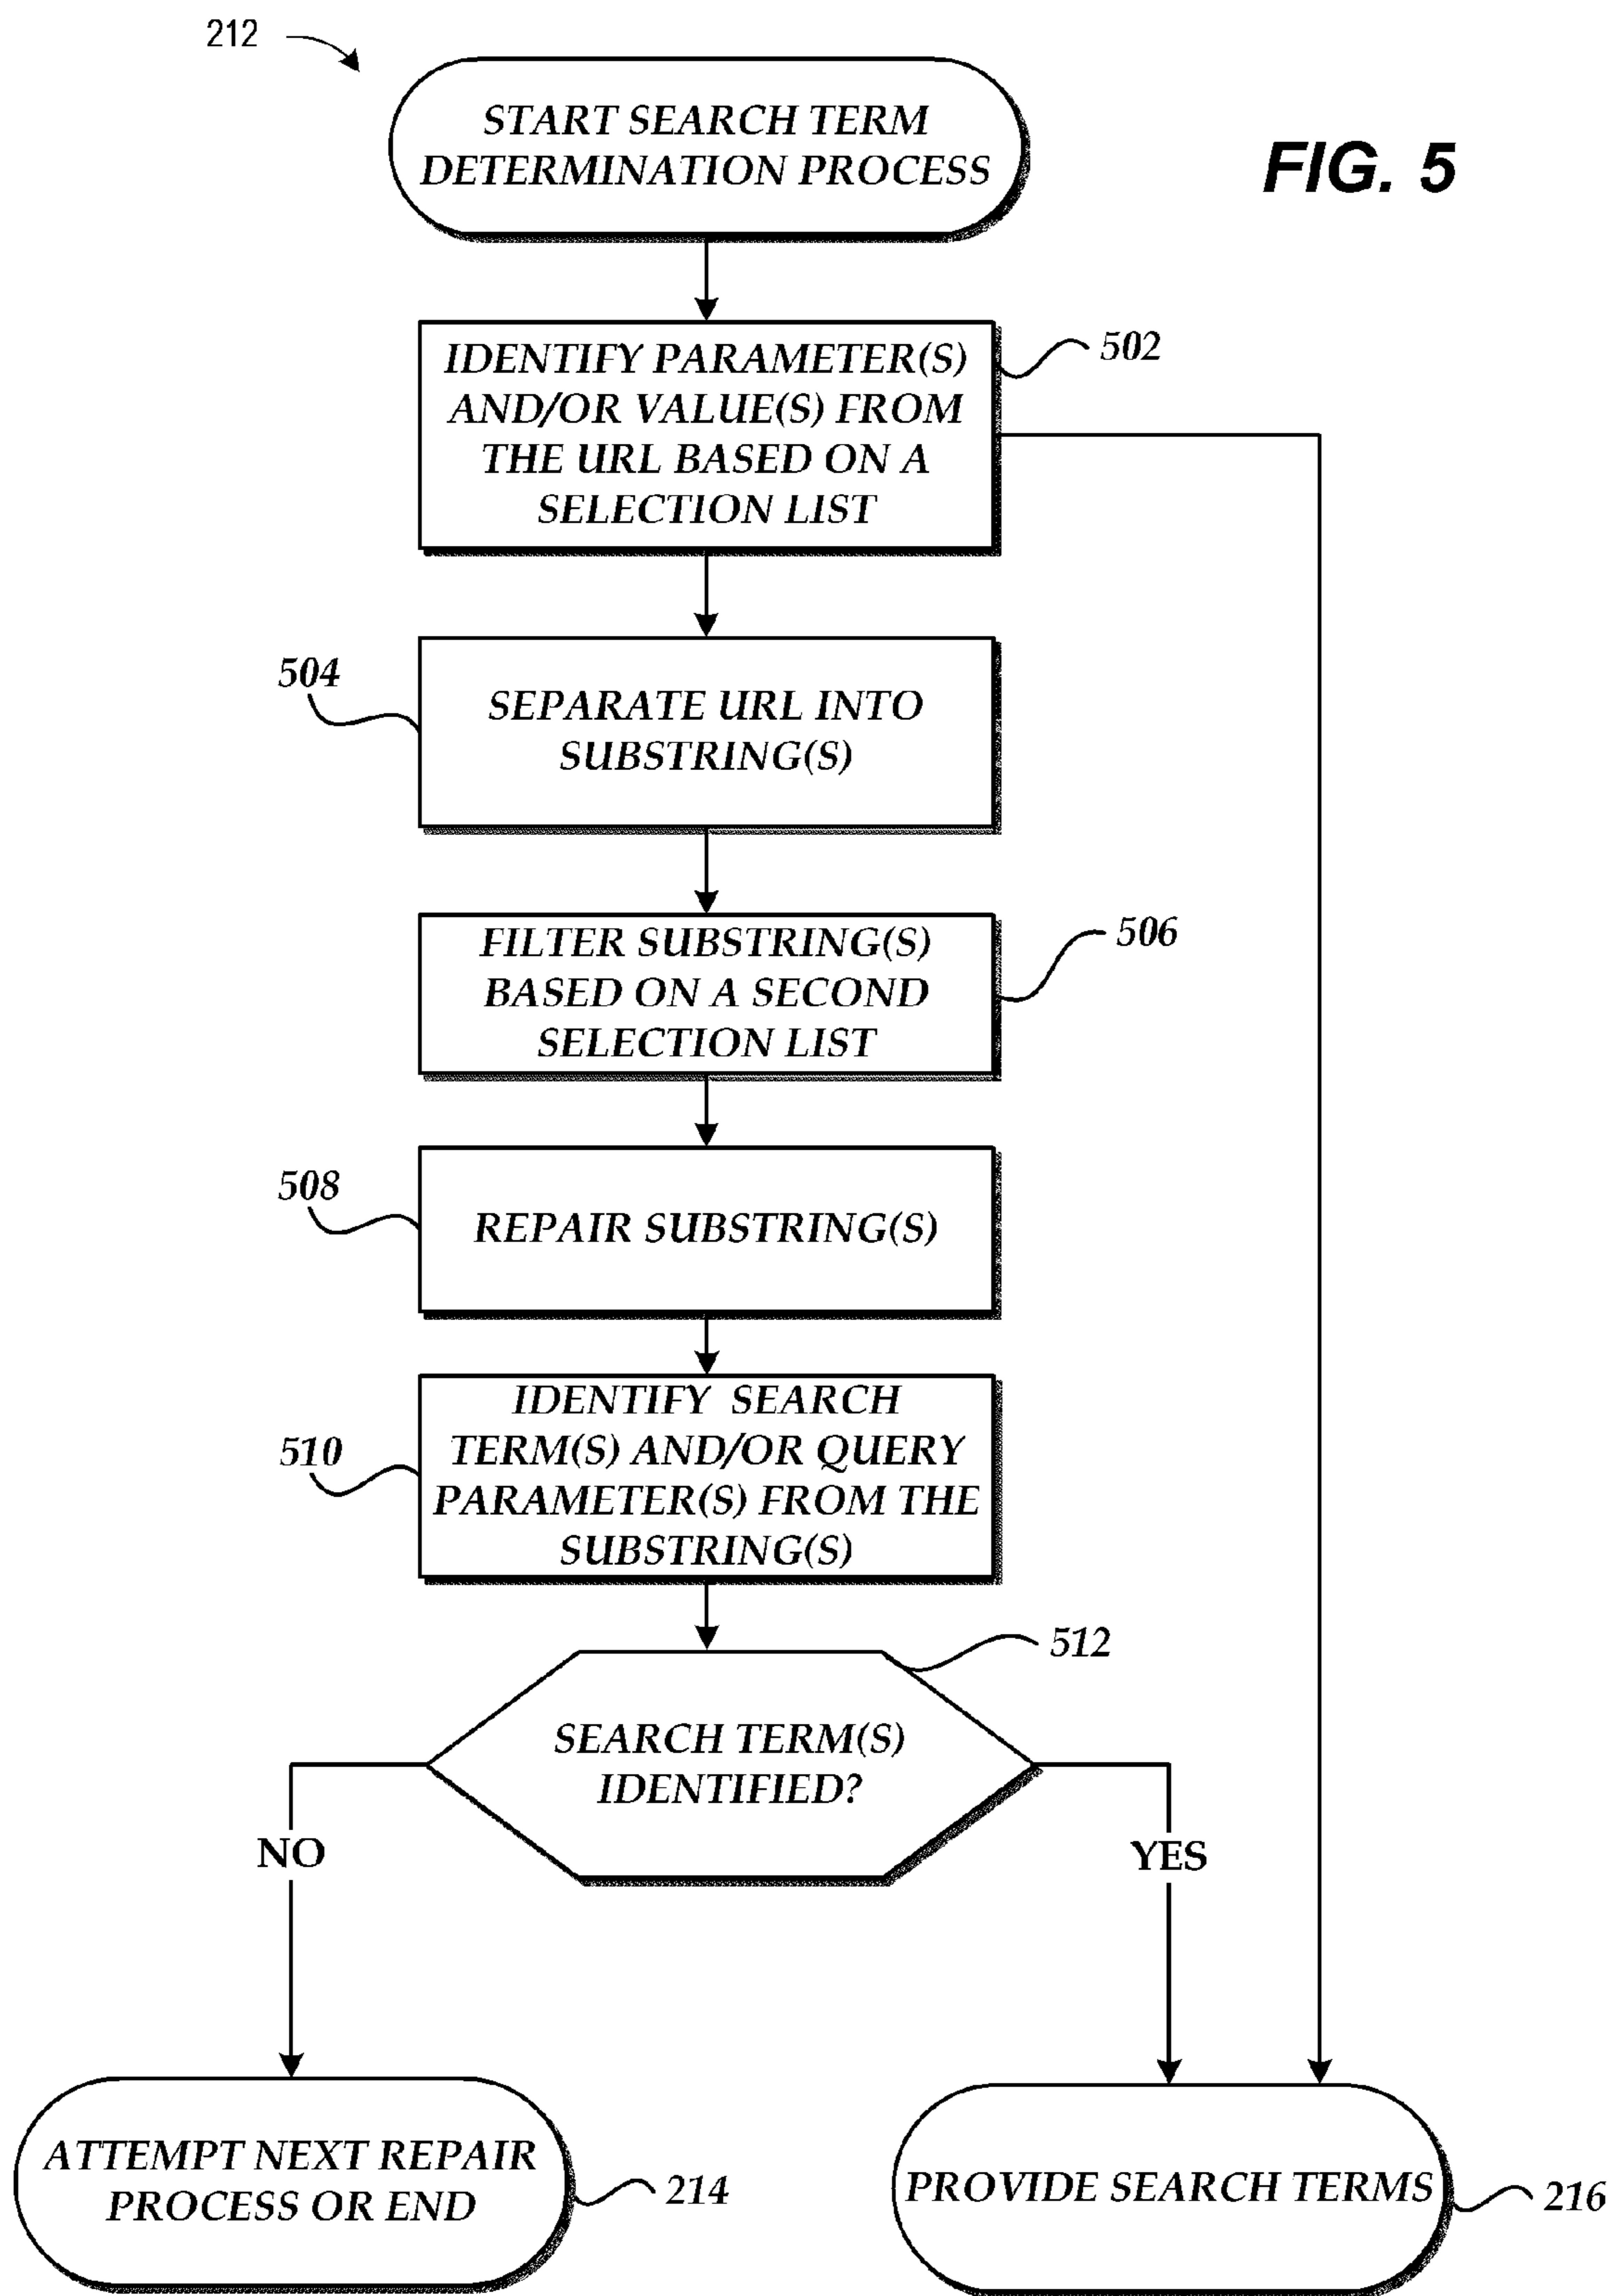 212
START SEARCH TERM
DETERMINATION PROCESS
FIG. 5
IDENTIFY PARAMETER(S)
AND/OR VALUE(S) FROM
THE URL BASED ON A
SELECTION LIST
502
504
SEPARATE URL INTO
SUBSTRING(S)
FILTER SUBSTRING(S)
BASED ON A SECOND
SELECTION LIST
506
508
REPAIR SUBSTRING(S)
IDENTIFY SEARCH
TERM(S) AND/OR QUERY
PARAMETER(S) FROM THE
SUBSTRING(S)
510
512
SEARCH TERM(S)
IDENTIFIED?
NO
YES
ATTEMPT NEXT REPAIR
PROCESS OR END
214
PROVIDE SEARCH TERMS
216